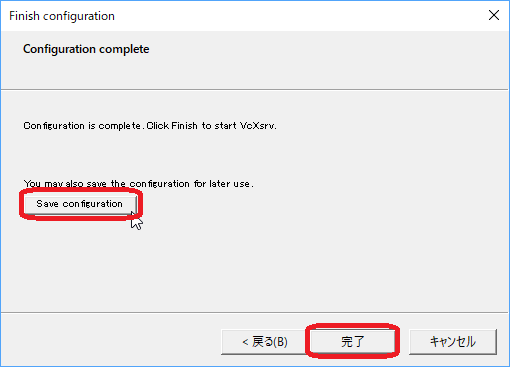 Finish configuration
Configuration complete
Configuration is complete. Click Finish to start VcXsrv.
You may also save the configuration for later use.
Save configuration
< 戻る(B)
完了
キャンセル